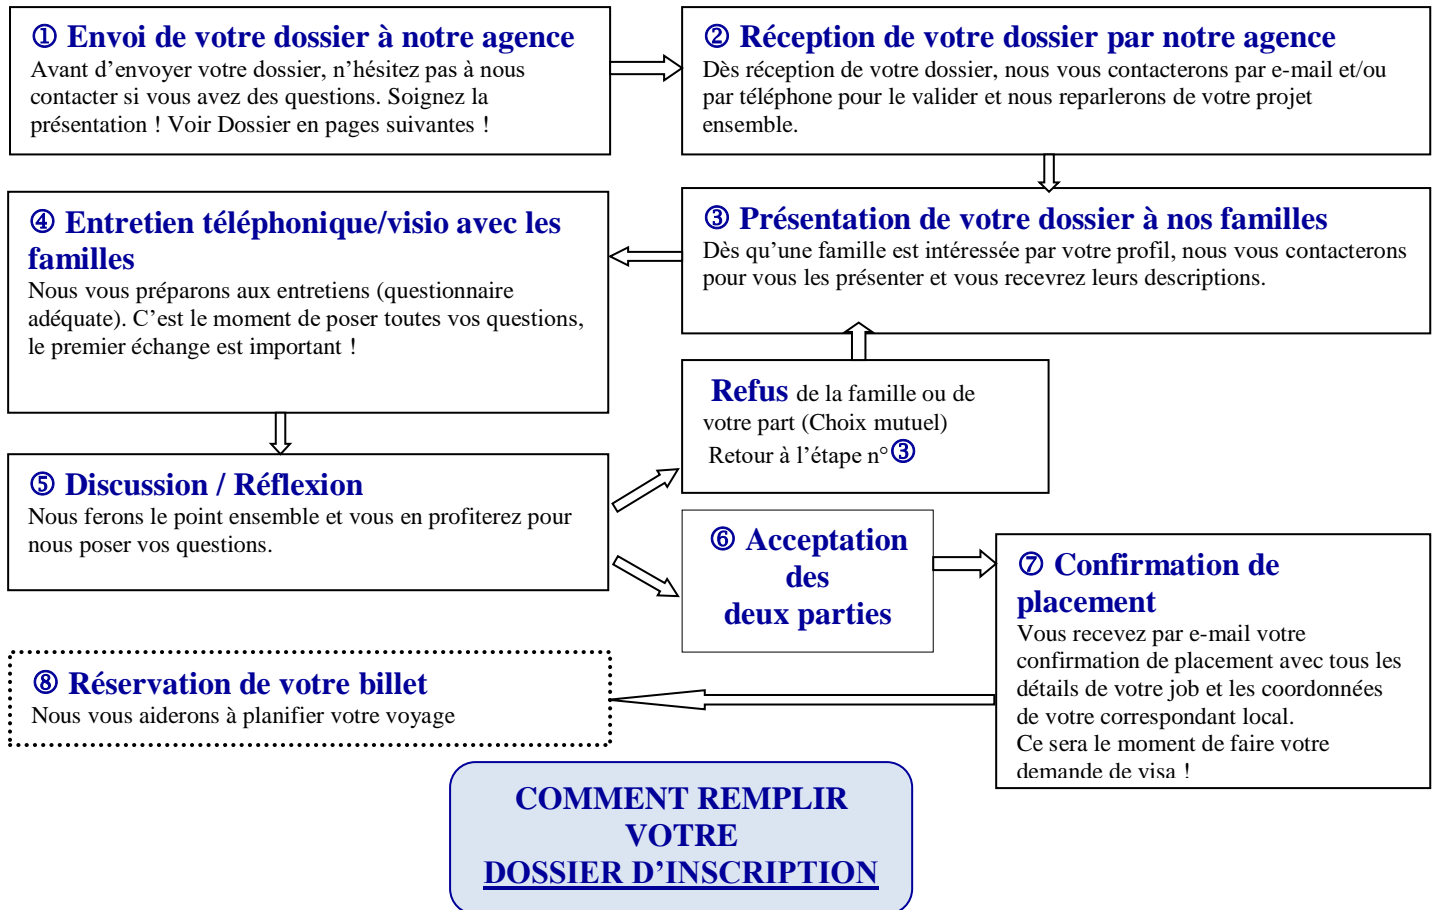 ① Envoi de votre dossier à notre agence
Avant d’envoyer votre dossier, n’hésitez pas à nous
contacter si vous avez des questions. Soignez la
présentation ! Voir Dossier en pages suivantes !
② Réception de votre dossier par notre agence
Dès réception de votre dossier, nous vous contacterons par e-mail et/ou
par téléphone pour le valider et nous reparlerons de votre projet
ensemble.
③ Présentation de votre dossier à nos familles
Dès qu’une famille est intéressée par votre profil, nous vous contacterons
pour vous les présenter et vous recevrez leurs descriptions.
④ Entretien téléphonique/visio avec les
familles
Nous vous préparons aux entretiens (questionnaire
adéquate). C’est le moment de poser toutes vos questions,
le premier échange est important !
⑤ Discussion / Réflexion
Nous ferons le point ensemble et vous en profiterez pour
nous poser vos questions.
Refus de la famille ou de
votre part (Choix mutuel)
Retour à l’étape n°③
⑥ Acceptation
des
deux parties
⑦ Confirmation de
placement
Vous recevez par e-mail votre
confirmation de placement avec tous les
détails de votre job et les coordonnées
de votre correspondant local.
Ce sera le moment de faire votre
demande de visa !
⑧ Réservation de votre billet
Nous vous aiderons à planifier votre voyage
COMMENT REMPLIR
VOTRE
DOSSIER D’INSCRIPTION